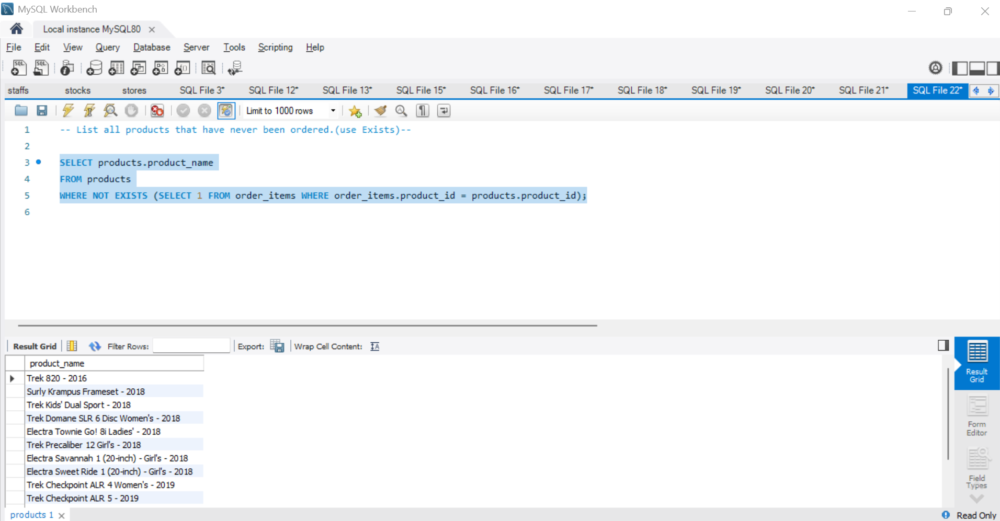 MySQL Workbench
Local instance MySQL80
File Edit View Query Database Server Tools Scripting Help
SQL SQL
staffs stocks stores SQL File 3* SQL File 12* SQL File 13* SQL File 15* SQL File 16* SQL File 17* SQL File 18* SQL File 19* SQL File 20* SQL File 21* SQL File 22*
Limit to 1000 rows
1 -- List all products that have never been ordered.(use Exists)--
2
3 SELECT products.product_name
4 FROM products
5 WHERE NOT EXISTS (SELECT 1 FROM order_items WHERE order_items.product_id = products.product_id);
6
Result Grid Filter Rows: Export: Wrap Cell Content: IA
product_name
Trek 820 - 2016
Surly Krampus Frameset - 2018
Trek Kids' Dual Sport - 2018
Trek Domane SLR 6 Disc Women's - 2018
Electra Townie Go! 8i Ladies' - 2018
Trek Precaliber 12 Girl's - 2018
Electra Savannah 1 (20-inch) - Girl's - 2018
Electra Sweet Ride 1 (20-inch) - Girl's - 2018
Trek Checkpoint ALR 4 Women's - 2019
Trek Checkpoint ALR 5 - 2019
Result
Grid
Form
Editor
Field
Types
products 1
Read Only